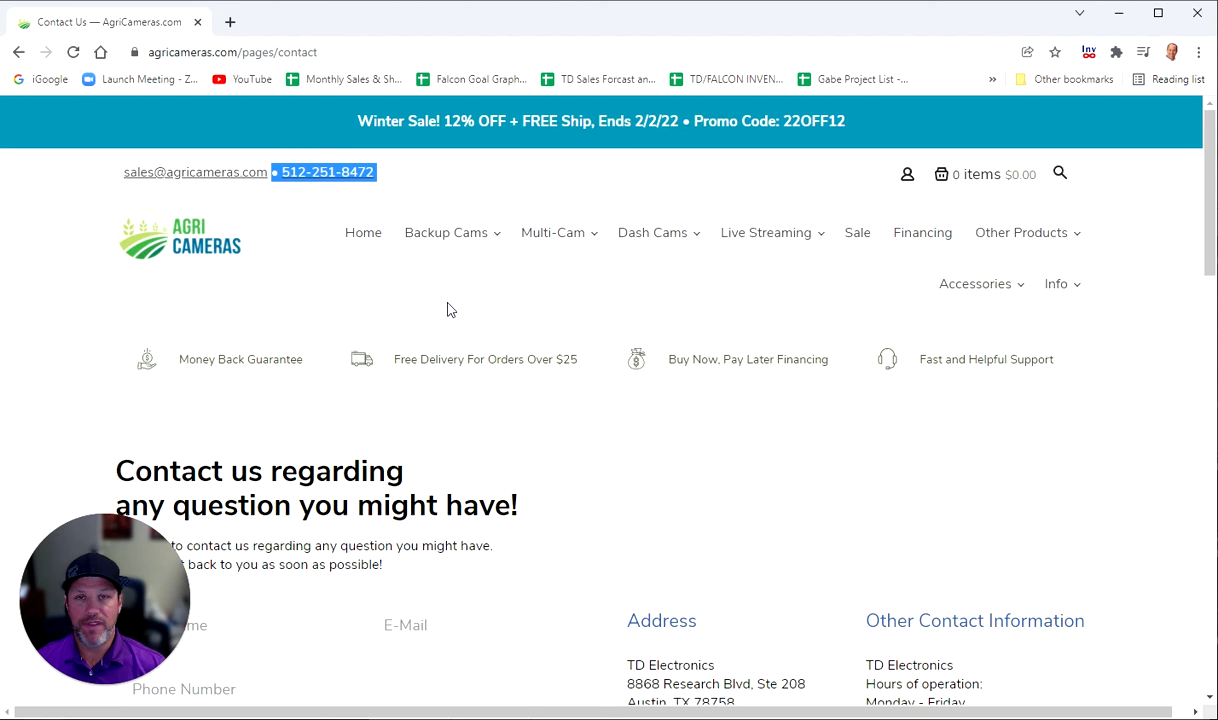 Contact Us — AgriCameras.com
agricameras.com/pages/contact
iGoogle
Launch Meeting - Z...
YouTube
Monthly Sales & Sh...
Falcon Goal Graph...
TD Sales Forcast an...
TD/FALCON INVEN...
Gabe Project List -...
»
Other bookmarks
Reading list
Inv
Winter Sale! 12% OFF + FREE Ship, Ends 2/2/22 • Promo Code: 22OFF12
sales@agricameras.com • 512-251-8472
0 items $0.00
AGRI
CAMERAS
Home Backup Cams Multi-Cam Dash Cams Live Streaming Sale Financing Other Products
Accessories Info
Money Back Guarantee Free Delivery For Orders Over $25 Buy Now, Pay Later Financing Fast and Helpful Support
Contact us regarding
any question you might have!
to contact us regarding any question you might have.
back to you as soon as possible!
me E-Mail
Phone Number
Address
TD Electronics
8868 Research Blvd, Ste 208
Austin, TX 78758
Other Contact Information
TD Electronics
Hours of operation:
Monday - Friday